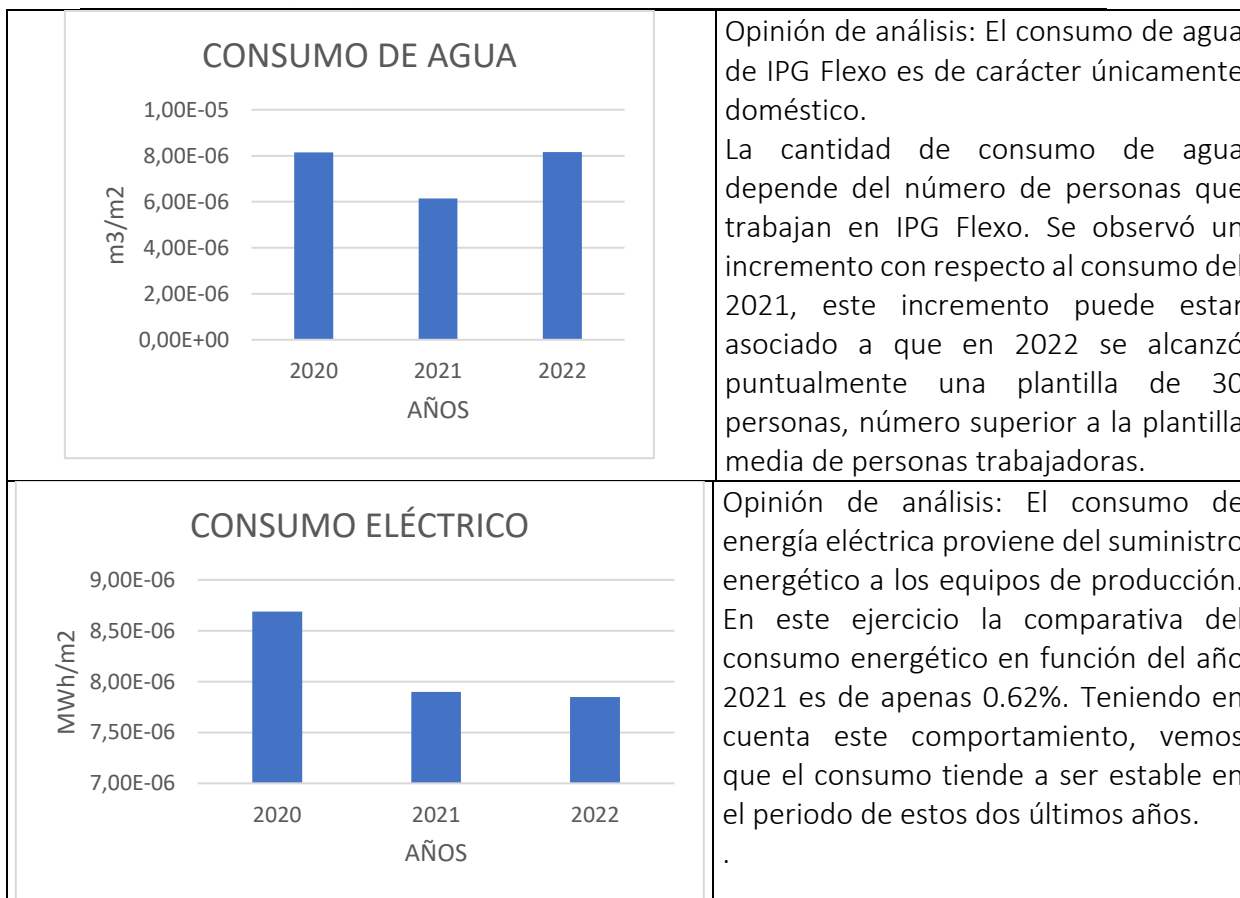 CONSUMO DE AGUA
1,00E-05
8,00E-06
6,00E-06
4,00E-06
2,00E-06
0,00E+00
m3/m2
2020 2021 2022
AÑOS
Opinión de análisis: El consumo de agua
de IPG Flexo es de carácter únicamente
doméstico.
La cantidad de consumo de agua
depende del número de personas que
trabajan en IPG Flexo. Se observó un
incremento con respecto al consumo del
2021, este incremento puede estar
asociado a que en 2022 se alcanzó
puntualmente una plantilla de 30
personas, número superior a la plantilla
media de personas trabajadoras.
CONSUMO ELÉCTRICO
9,00E-06
8,50E-06
8,00E-06
7,50E-06
7,00E-06
MWh/m2
2020 2021 2022
AÑOS
Opinión de análisis: El consumo de
energía eléctrica proviene del suministro
energético a los equipos de producción.
En este ejercicio la comparativa del
consumo energético en función del año
2021 es de apenas 0.62%. Teniendo en
cuenta este comportamiento, vemos
que el consumo tiende a ser estable en
el periodo de estos dos últimos años.
.